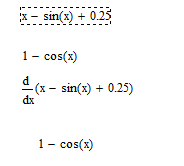 x − sin(x) + 0.25
1 − cos(x)
d/dx (x − sin(x) + 0.25)
1 − cos(x)